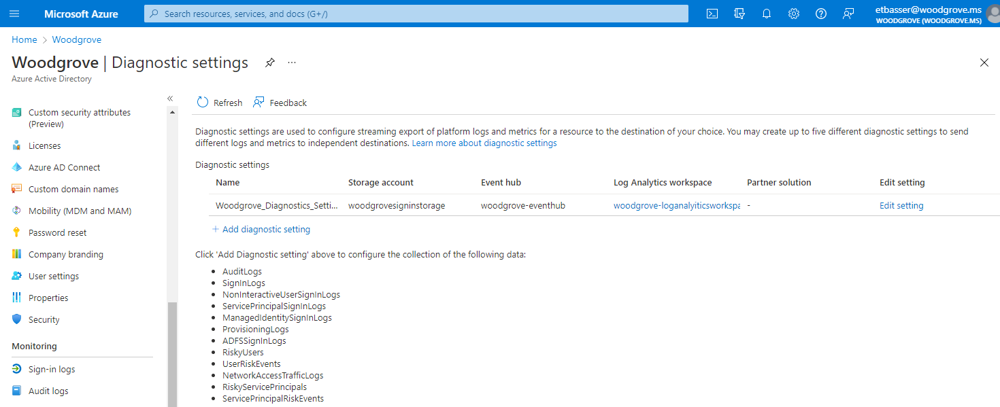 Microsoft Azure
Search resources, services, and docs (G+/)
etbasser@woodgrove.ms
WOODGROVE (WOODGROVE.MS)
Home > Woodgrove
Woodgrove | Diagnostic settings
Azure Active Directory
Custom security attributes
(Preview)
Licenses
Azure AD Connect
Custom domain names
Mobility (MDM and MAM)
Password reset
Company branding
User settings
Properties
Security
Monitoring
Sign-in logs
Audit logs
Refresh Feedback
Diagnostic settings are used to configure streaming export of platform logs and metrics for a resource to the destination of your choice. You may create up to five different diagnostic settings to send
different logs and metrics to independent destinations. Learn more about diagnostic settings
Diagnostic settings
Name Storage account Event hub Log Analytics workspace Partner solution Edit setting
Woodgrove_Diagnostics_Setti... woodgrovesigninstorage woodgrove-eventhub woodgrove-loganalyiticsworkspa - Edit setting
+ Add diagnostic setting
Click 'Add Diagnostic setting' above to configure the collection of the following data:
• AuditLogs
• SignInLogs
• NonInteractiveUserSignInLogs
• ServicePrincipalSignInLogs
• ManagedIdentitySignInLogs
• ProvisioningLogs
• ADFSSignInLogs
• RiskyUsers
• UserRiskEvents
• NetworkAccessTrafficLogs
• RiskyServicePrincipals
• ServicePrincipalRiskEvents